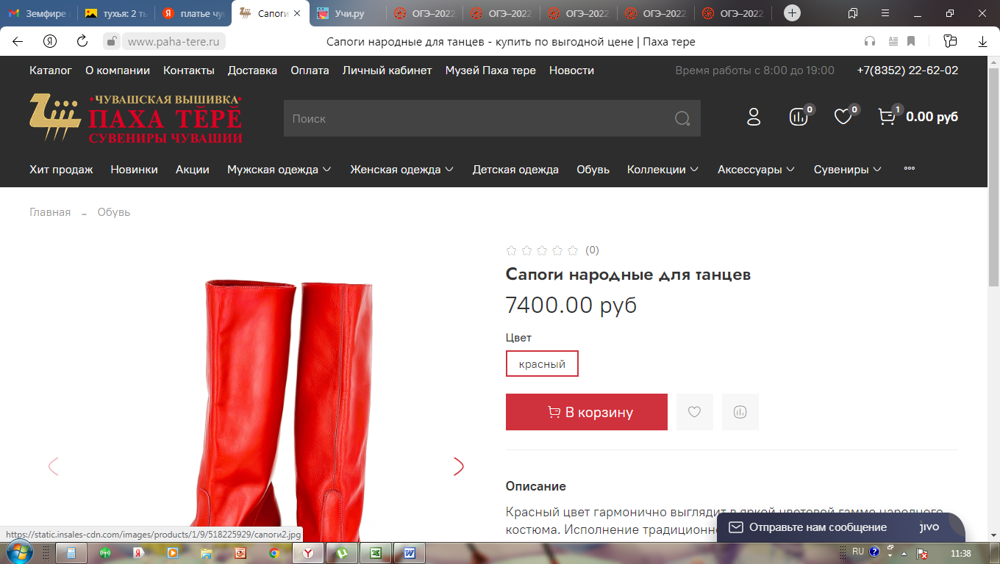 Земфире
тухья: 2 ты
платье чу
Сапоги
Учи.ру
ОГЭ–2022
ОГЭ–2022
ОГЭ–2022
ОГЭ–2022
ОГЭ–2022
www.paha-tere.ru
Сапоги народные для танцев - купить по выгодной цене | Паха тере
Каталог О компании Контакты Доставка Оплата Личный кабинет Музей Паха тере Новости
Время работы с 8:00 до 19:00
+7(8352) 22-62-02
ЧУВАШСКАЯ ВЫШИВКА
ПАХА ТĔРĔ
СУВЕНИРЫ ЧУВАШИИ
Поиск
0
0
1
0.00 руб
Хит продаж Новинки Акции Мужская одежда Женская одежда Детская одежда Обувь Коллекции Аксессуары Сувениры
Главная – Обувь
(0)
Сапоги народные для танцев
7400.00 руб
Цвет
красный
В корзину
Описание
Красный цвет гармонично выглядит в яркой цветовой гамме народного
костюма. Исполнение традиционн
Отправьте нам сообщение
jivo
https://static.insales-cdn.com/images/products/1/9/518225929/сапоги2.jpg
RU
11:38